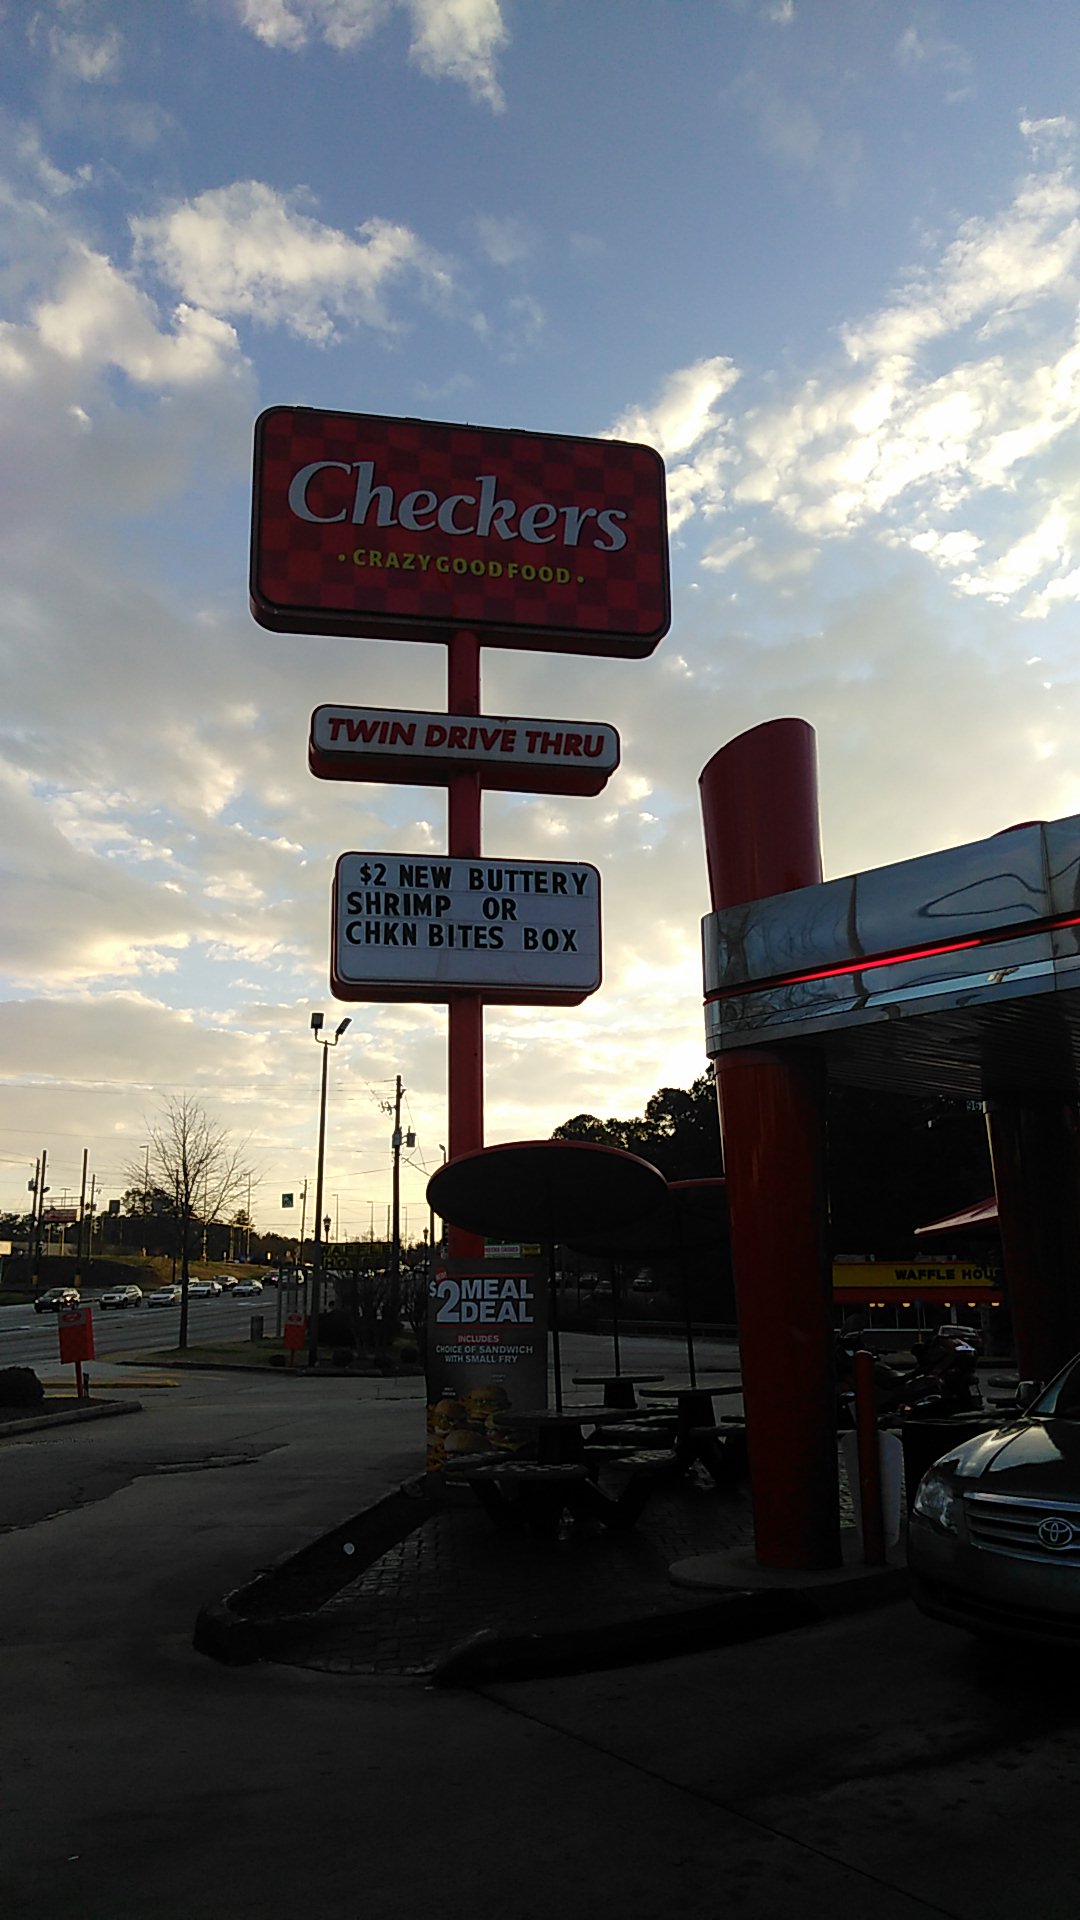 Checkers
• CRAZY GOOD FOOD •
TWIN DRIVE THRU
$2 NEW BUTTERY
SHRIMP OR
CHKN BITES BOX
WAFFLE
$2 MEAL
DEAL
INCLUDES
CHOICE OF SANDWICH
WITH SMALL FRY
WAFFLE HOU